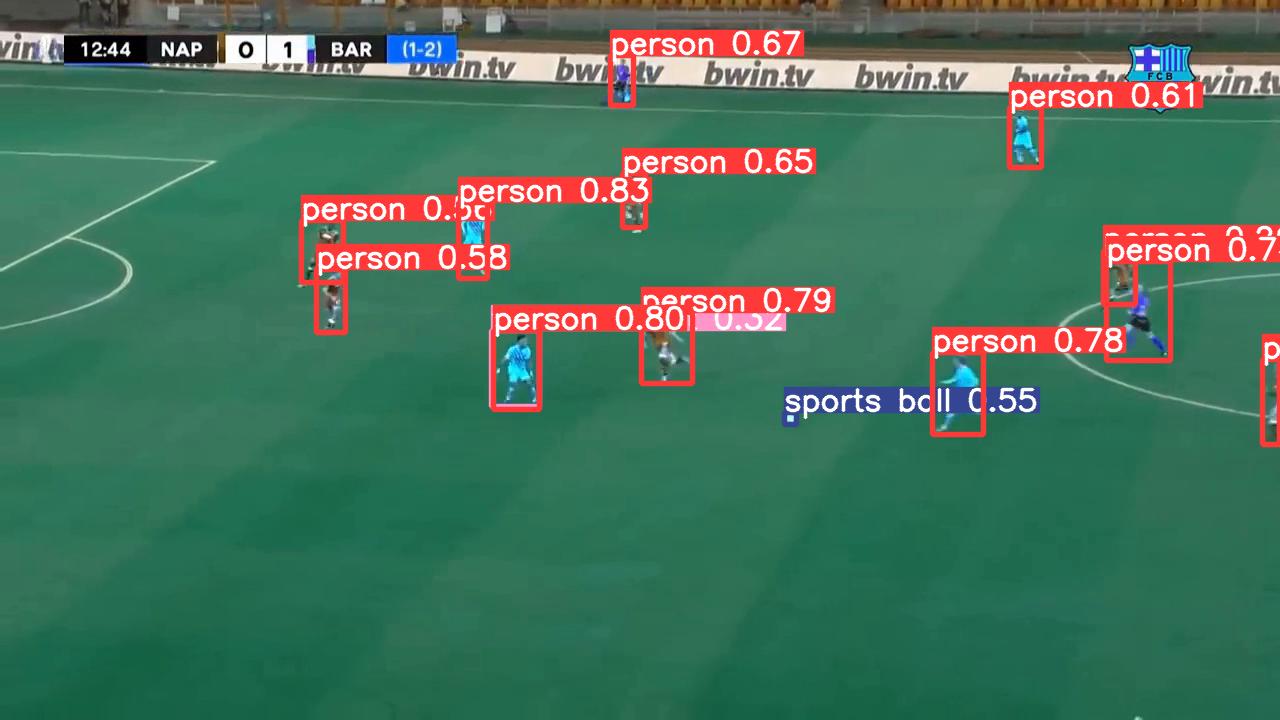 12:44 NAP 0 1 BAR (1-2)
bwin.tv bwin.tv bwin.tv bwin.tv
FCB
person 0.67
person 0.61
person 0.65
person 0.83
person
person 0.58
person
person 0.79
person 0.80
person 0.78
sports ball 0.55